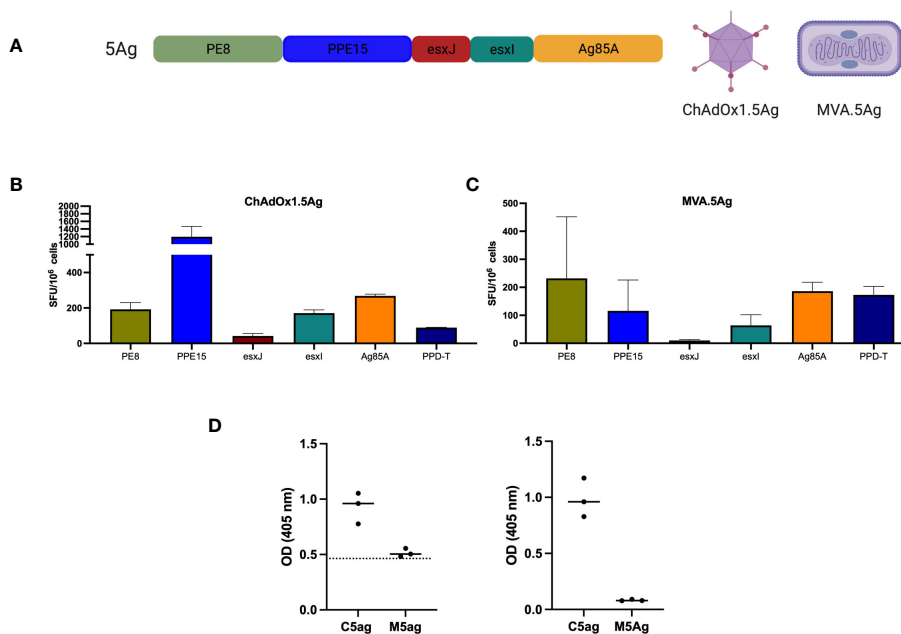 A
5Ag
PE8 PPE15 esxJ esxI Ag85A
ChAdOx1.5Ag MVA.5Ag
B
ChAdOx1.5Ag
SFU/10⁶ cells
2000
1800
1600
1400
1200
1000
400
200
0
PE8 PPE15 esxJ esxI Ag85A PPD-T
C
MVA.5Ag
SFU/10⁶ cells
500
400
300
200
100
0
PE8 PPE15 esxJ esxI Ag85A PPD-T
D
OD (405 nm)
1.5
1.0
0.5
0.0
C5ag M5ag
OD (405 nm)
1.5
1.0
0.5
0.0
C5ag M5Ag